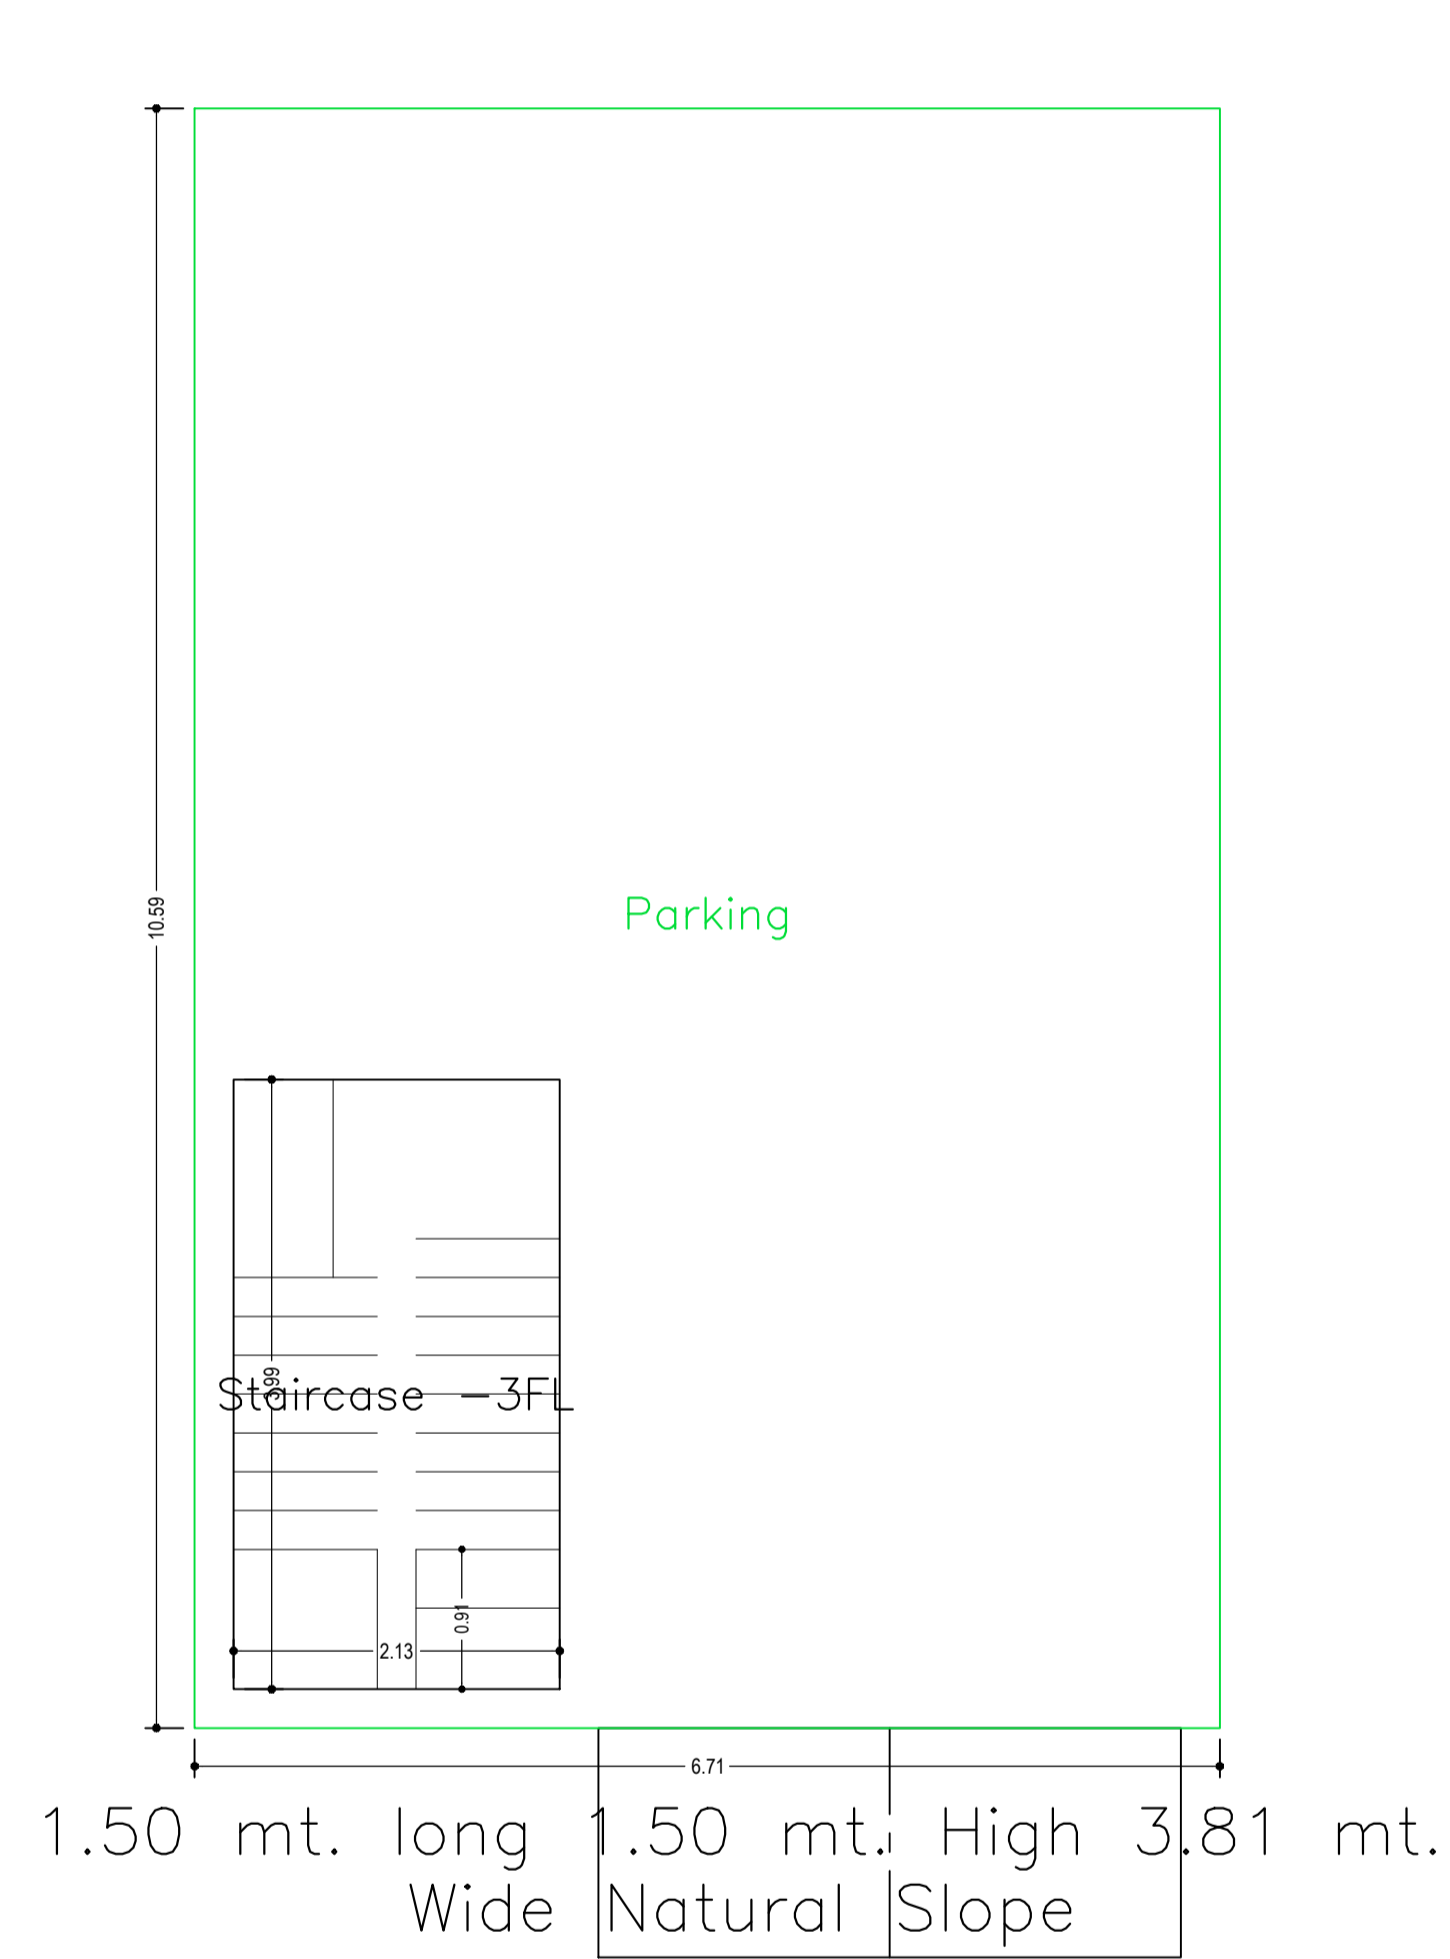 10.59
Parking
3.99
Staircase -3FL
0.91
2.13
6.71
1.50 mt. long 1.50 mt. High 3.81 mt.
Wide Natural Slope